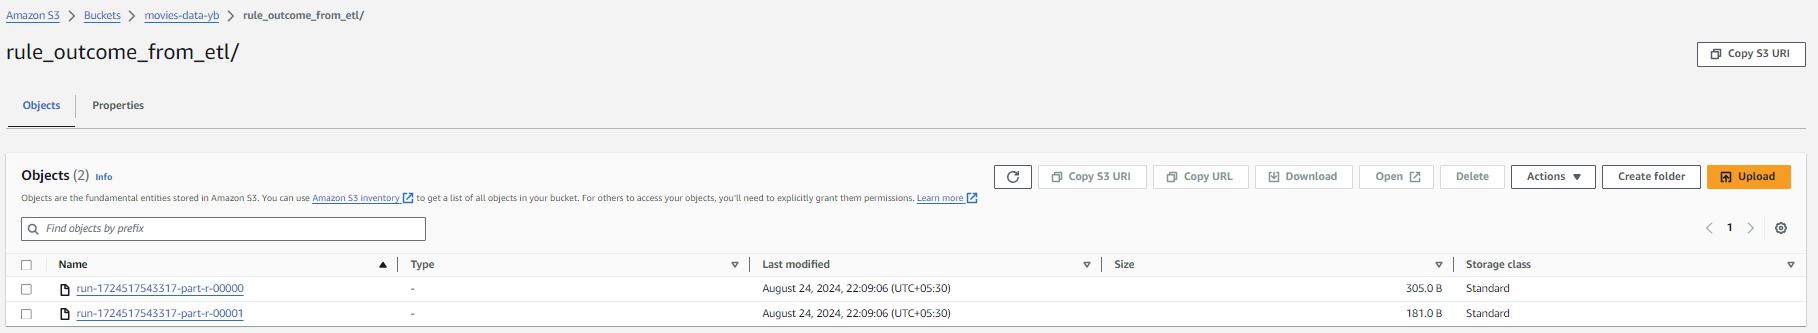 Amazon S3 > Buckets > movies-data-yb > rule_outcome_from_etl/
rule_outcome_from_etl/
Copy S3 URI
Objects Properties
Objects (2) Info
Copy S3 URI Copy URL Download Open Delete Actions Create folder Upload
Objects are the fundamental entities stored in Amazon S3. You can use Amazon S3 inventory to get a list of all objects in your bucket. For others to access your objects, you'll need to explicitly grant them permissions. Learn more
Find objects by prefix
< 1 >
Name Type Last modified Size Storage class
run-1724517543317-part-r-00000 - August 24, 2024, 22:09:06 (UTC+05:30) 305.0 B Standard
run-1724517543317-part-r-00001 - August 24, 2024, 22:09:06 (UTC+05:30) 181.0 B Standard